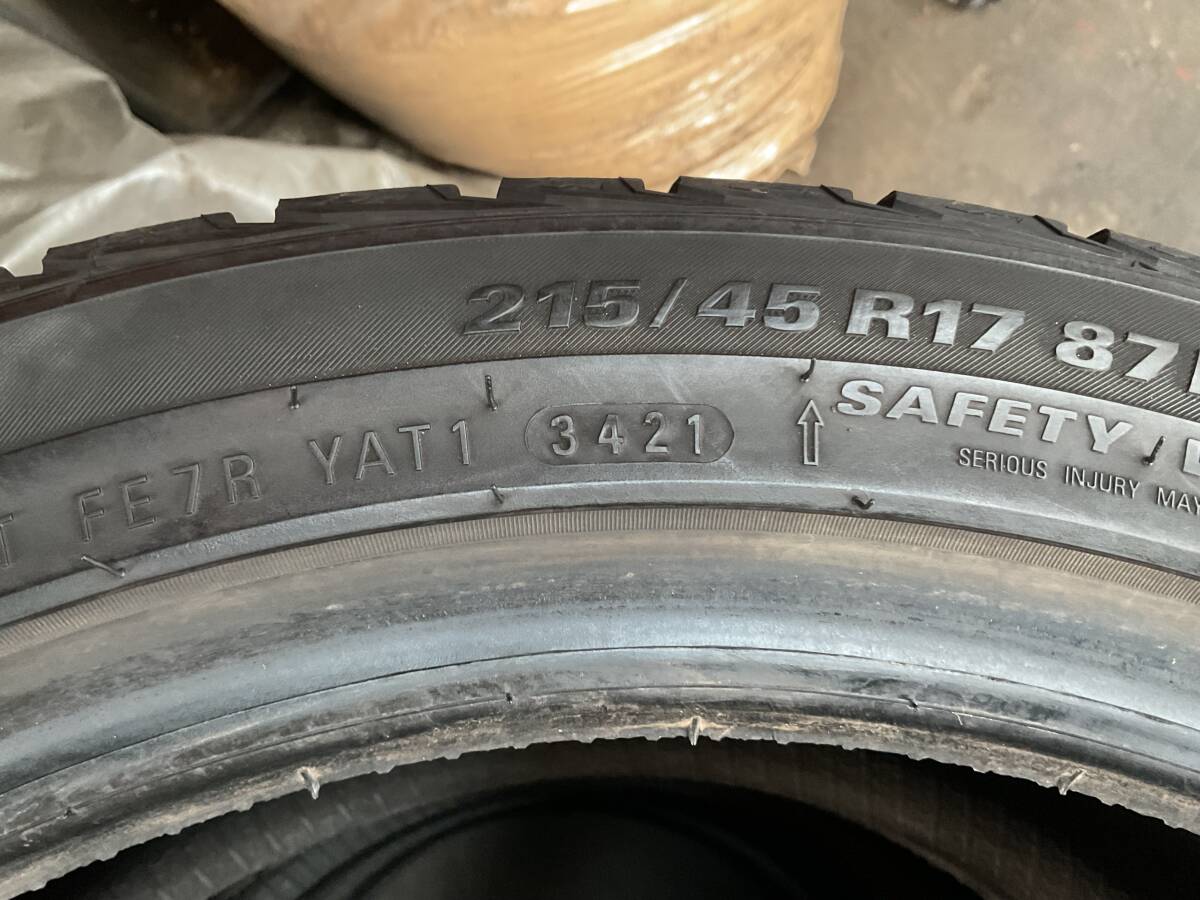 215/45 R17 87
FE7R YAT1 3421
SAFETY
SERIOUS INJURY MAY